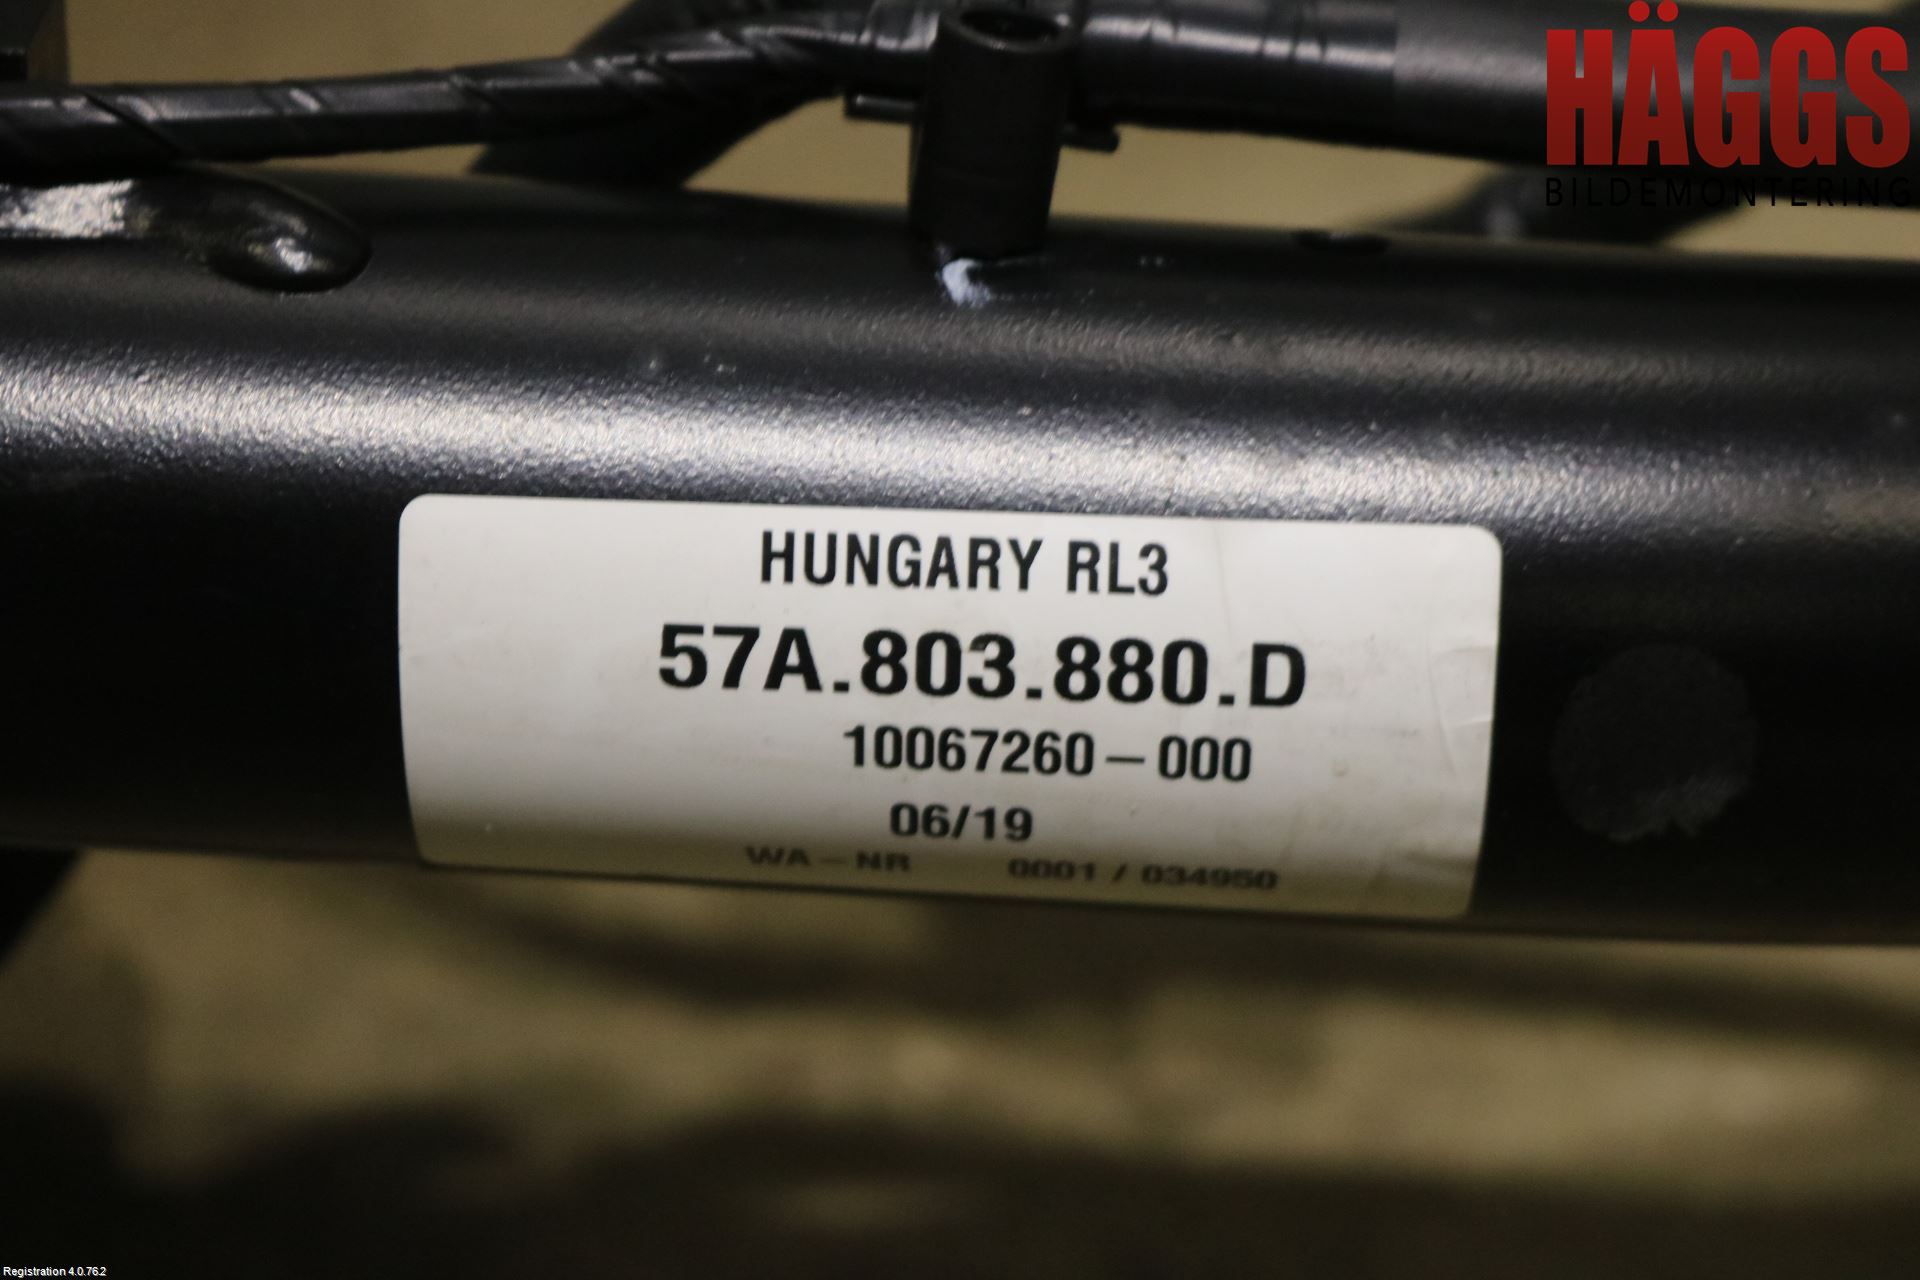 HÄGGS
BILDEMONTERING
HUNGARY RL3
57A.803.880.D
10067260-000
06/19
WA-NR 0001 / 034950
Registration 4.0.76.2